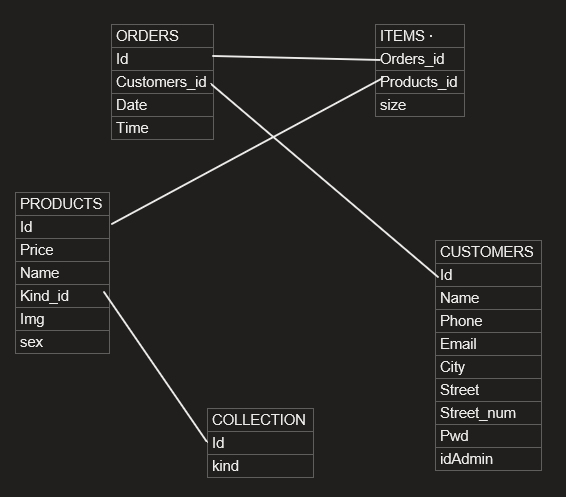 ORDERS
Id
Customers_id
Date
Time
ITEMS ·
Orders_id
Products_id
size
PRODUCTS
Id
Price
Name
Kind_id
Img
sex
CUSTOMERS
Id
Name
Phone
Email
City
Street
Street_num
Pwd
idAdmin
COLLECTION
Id
kind